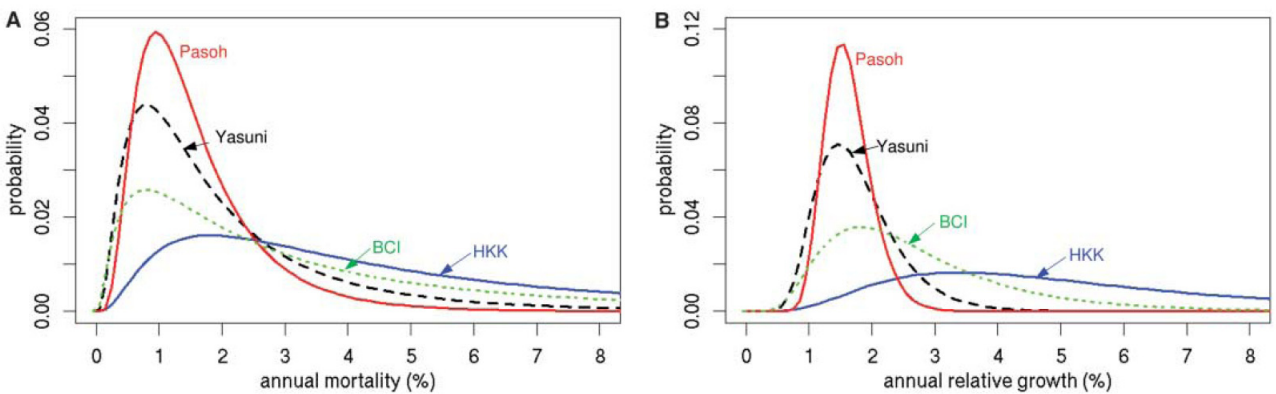 A
0.06
0.04
0.02
0.00
probability
Pasoh
Yasuni
BCI
HKK
0 1 2 3 4 5 6 7 8
annual mortality (%)
B
0.12
0.08
0.04
0.00
probability
Pasoh
Yasuni
BCI
HKK
0 1 2 3 4 5 6 7 8
annual relative growth (%)